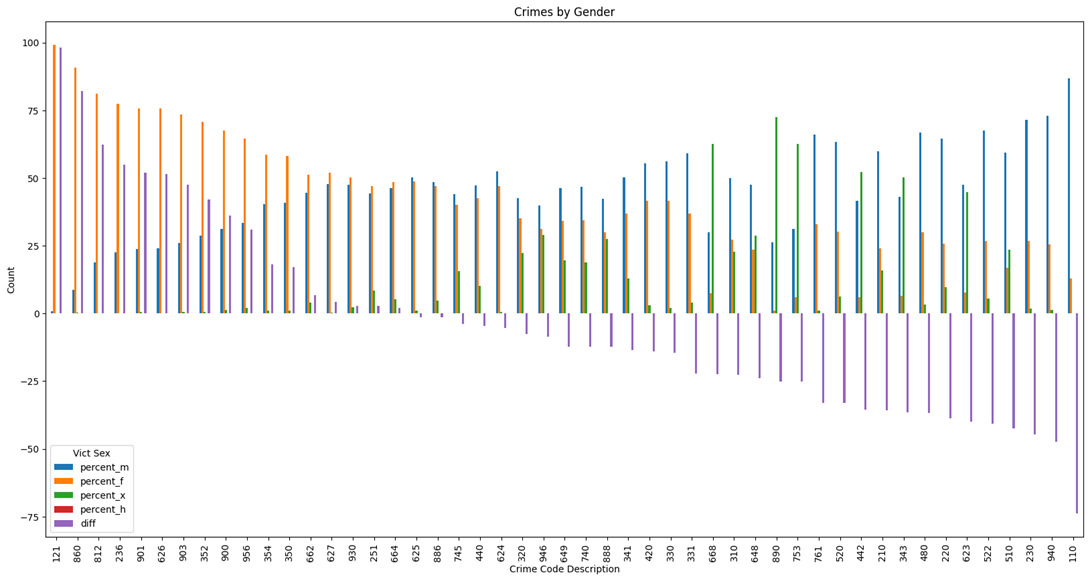 Crimes by Gender
100
75
50
25
0
−25
−50
−75
Count
Vict Sex
percent_m
percent_f
percent_x
percent_h
diff
121 860 812 236 901 626 903 352 900 956 354 350 662 627 930 251 664 625 886 745 440 624 320 946 649 740 888 341 420 330 331 668 310 648 890 753 761 520 442 210 343 480 220 623 522 510 230 940 110
Crime Code Description